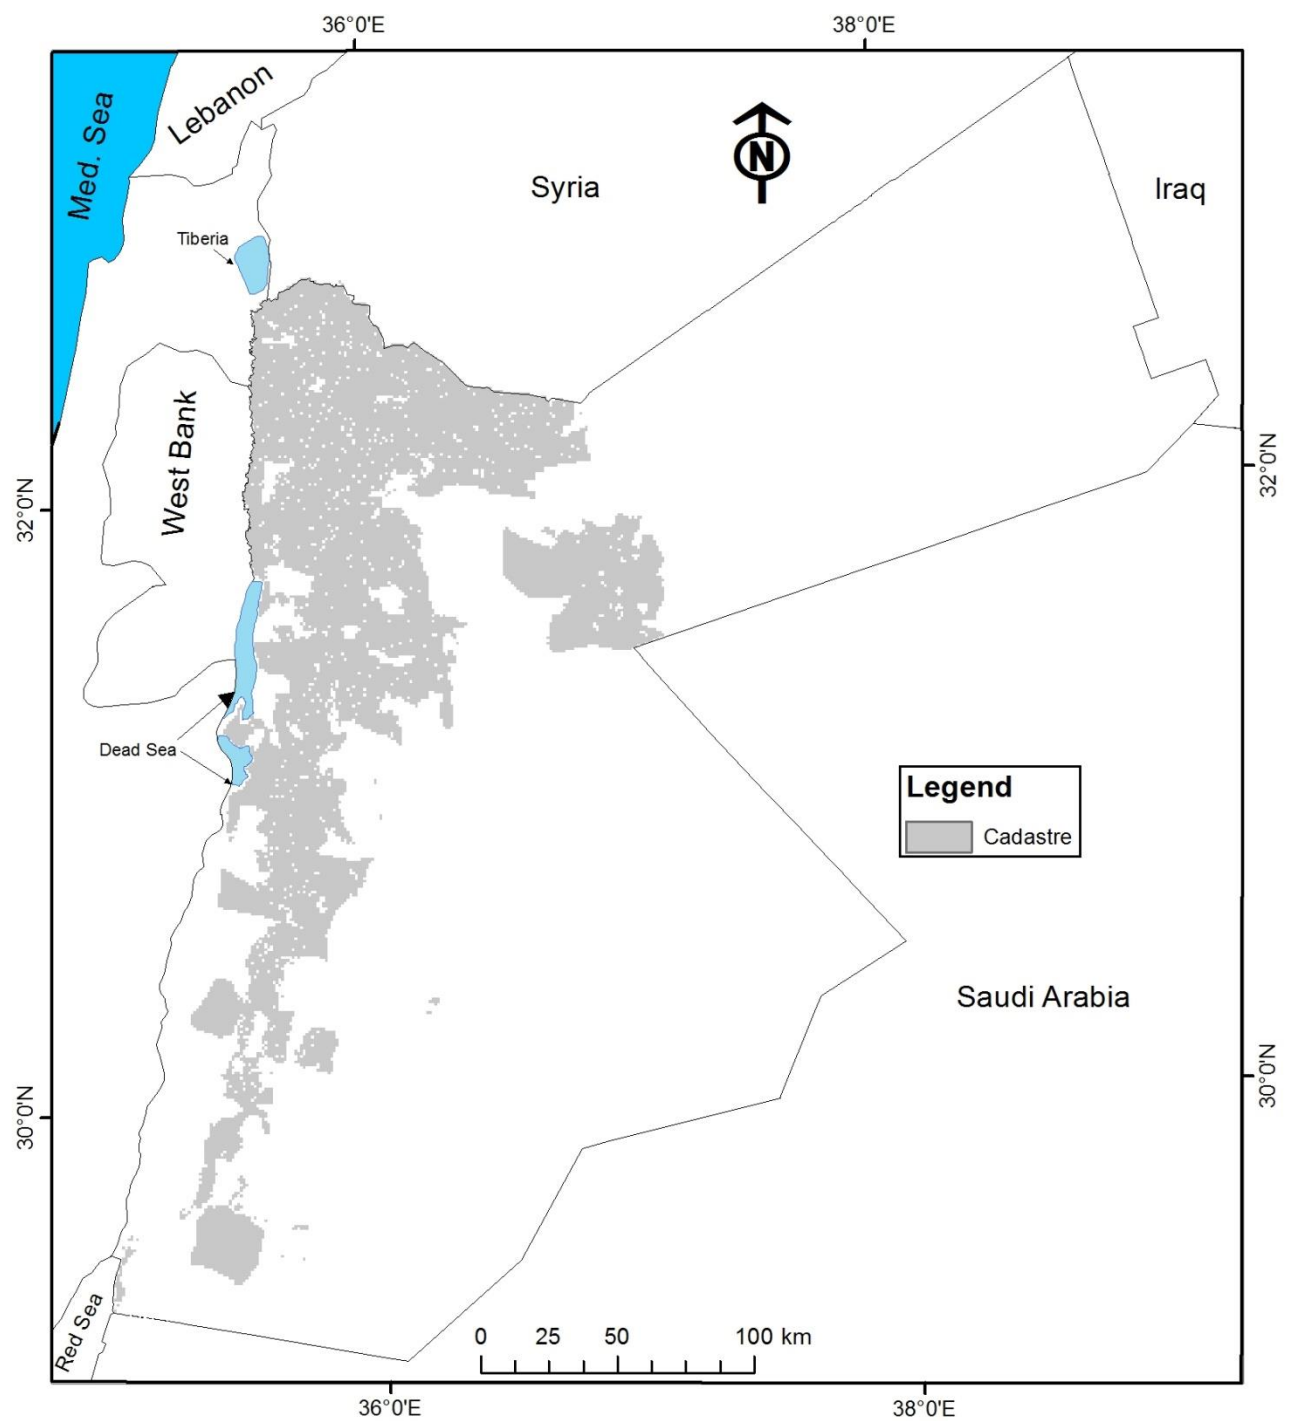 36°0'E
38°0'E
Med. Sea
Lebanon
N
Syria
Iraq
Tiberia
West Bank
32°0'N
32°0'N
Dead Sea
Legend
Cadastre
Saudi Arabia
30°0'N
30°0'N
Red Sea
0 25 50 100 km
36°0'E
38°0'E